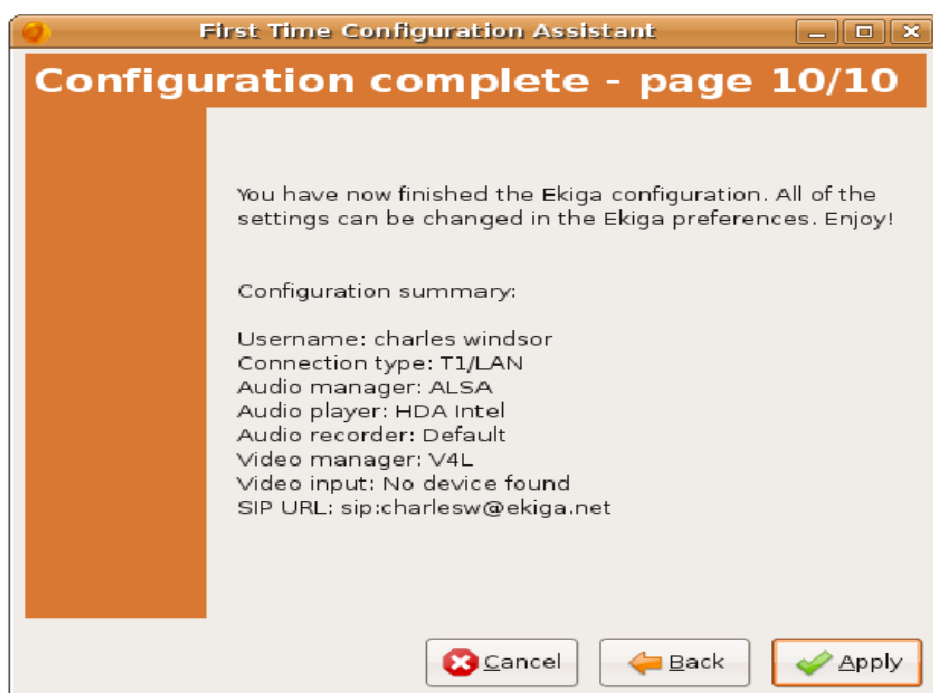 First Time Configuration Assistant
Configuration complete - page 10/10
You have now finished the Ekiga configuration. All of the
settings can be changed in the Ekiga preferences. Enjoy!
Configuration summary:
Username: charles windsor
Connection type: T1/LAN
Audio manager: ALSA
Audio player: HDA Intel
Audio recorder: Default
Video manager: V4L
Video input: No device found
SIP URL: sip:charlesw@ekiga.net
Cancel
Back
Apply